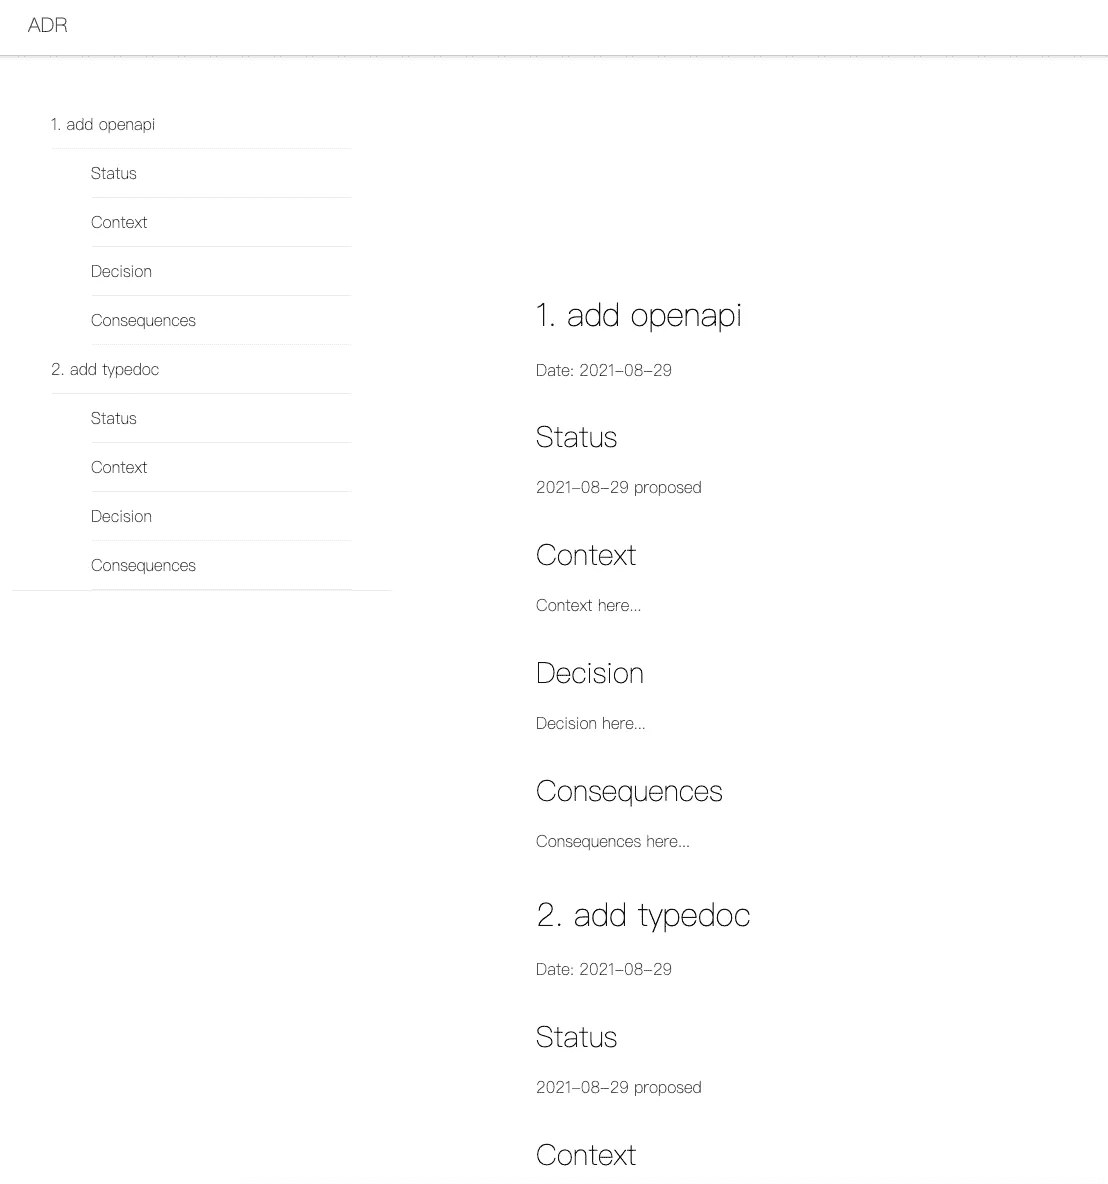 ADR
1. add openapi
Status
Context
Decision
Consequences
2. add typedoc
Status
Context
Decision
Consequences
1. add openapi
Date: 2021-08-29
Status
2021-08-29 proposed
Context
Context here...
Decision
Decision here...
Consequences
Consequences here...
2. add typedoc
Date: 2021-08-29
Status
2021-08-29 proposed
Context